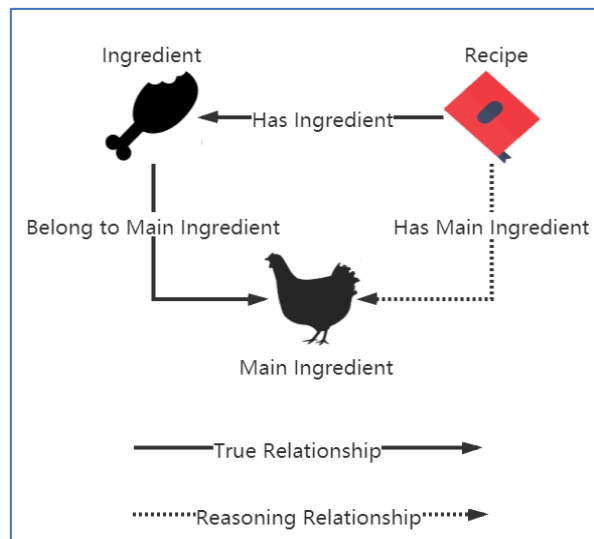 Ingredient
Recipe
Has Ingredient
Belong to Main Ingredient
Has Main Ingredient
Main Ingredient
True Relationship
Reasoning Relationship